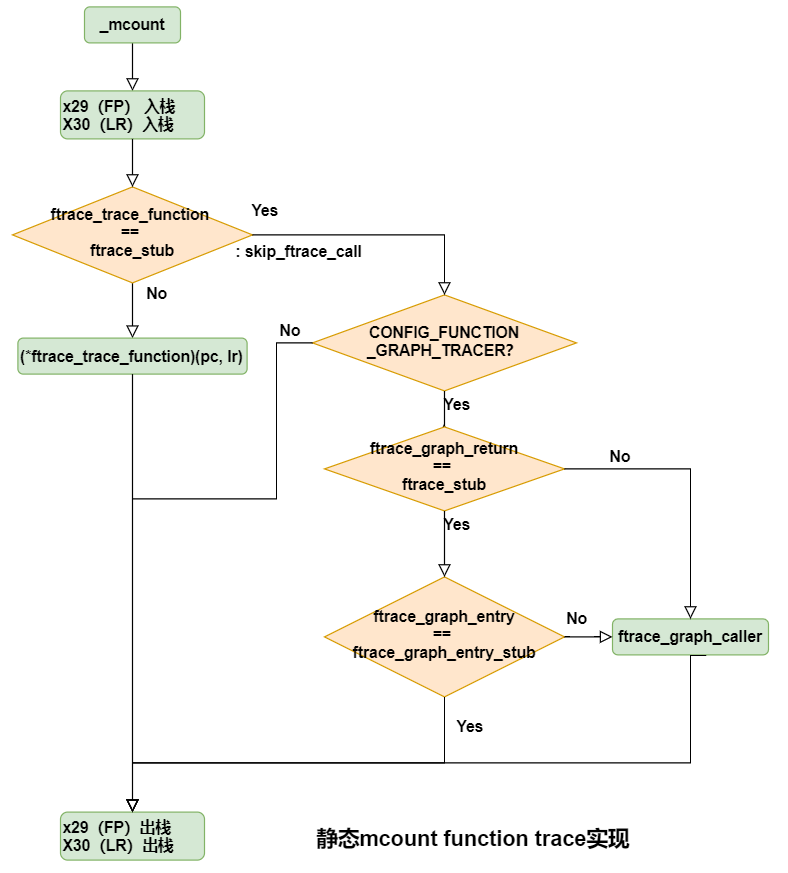 _mcount
x29（FP） 入栈
X30（LR）入栈
ftrace_trace_function
==
ftrace_stub
Yes
: skip_ftrace_call
No
(*ftrace_trace_function)(pc, lr)
No
CONFIG_FUNCTION
_GRAPH_TRACER?
Yes
ftrace_graph_return
==
ftrace_stub
No
Yes
ftrace_graph_entry
==
ftrace_graph_entry_stub
No
ftrace_graph_caller
Yes
x29（FP）出栈
X30（LR）出栈
静态mcount function trace实现